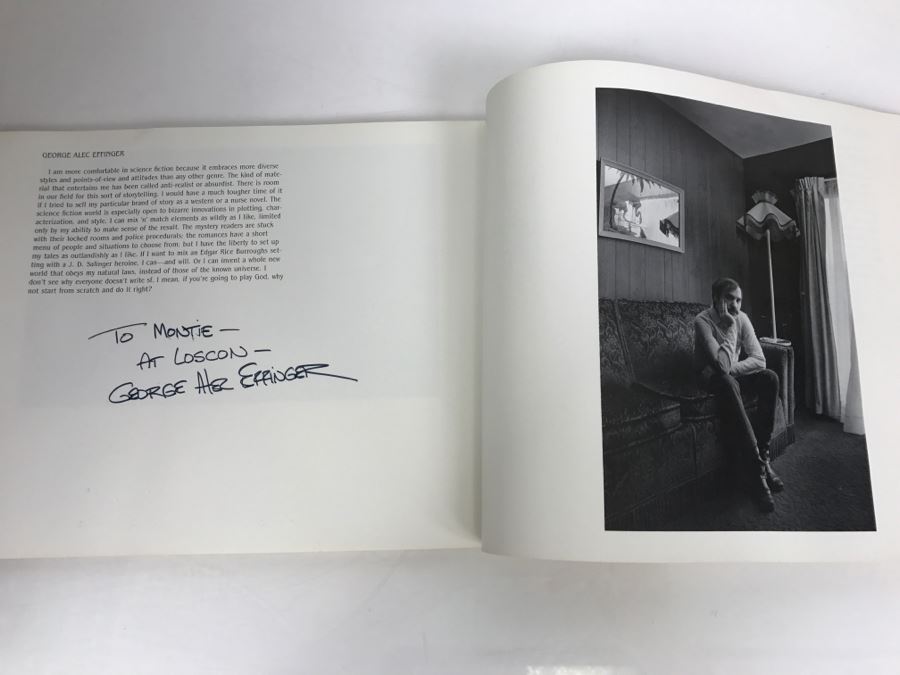 GEORGE ALEC EFFINGER
I am more comfortable in science fiction because it embraces more diverse
styles and points-of-view and attitudes than any other genre. The kind of mate-
rial that entertains me has been called anti-realist or absurdist. There is room
in our field for this sort of storytelling. I would have a much tougher time of it
if I tried to sell my particular brand of story as a western or a nurse novel. The
science fiction world is especially open to bizarre innovations in plotting, char-
acterization, and style. I can mix 'n' match elements as wildly as I like, limited
only by my ability to make sense of the result. The mystery readers are stuck
with their locked rooms and police procedurals; the romances have a short
menu of people and situations to choose from, but I have the liberty to set up
my tales as outlandishly as I like. If I want to mix an Edgar Rice Burroughs set-
ting with a J. D. Salinger heroine, I can—and will. Or I can invent a whole new
world that obeys my natural laws, instead of those of the known universe. I
don't see why everyone doesn't write sf. I mean, if you're going to play God, why
not start from scratch and do it right?
TO MONTIE —
AT LOSCON —
GEORGE ALEC EFFINGER